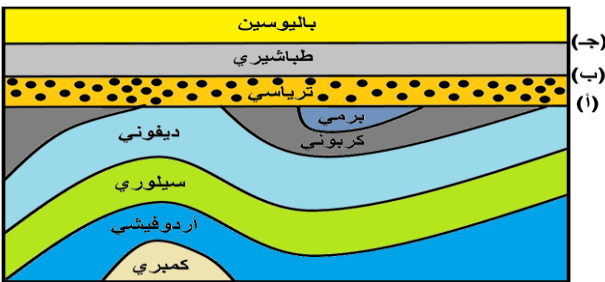 باليوسين
(جـ)
طباشيري
(ب)
ترياسي
(أ)
برمي
كربوني
ديفوني
سيلوري
أردوفيشي
كمبري